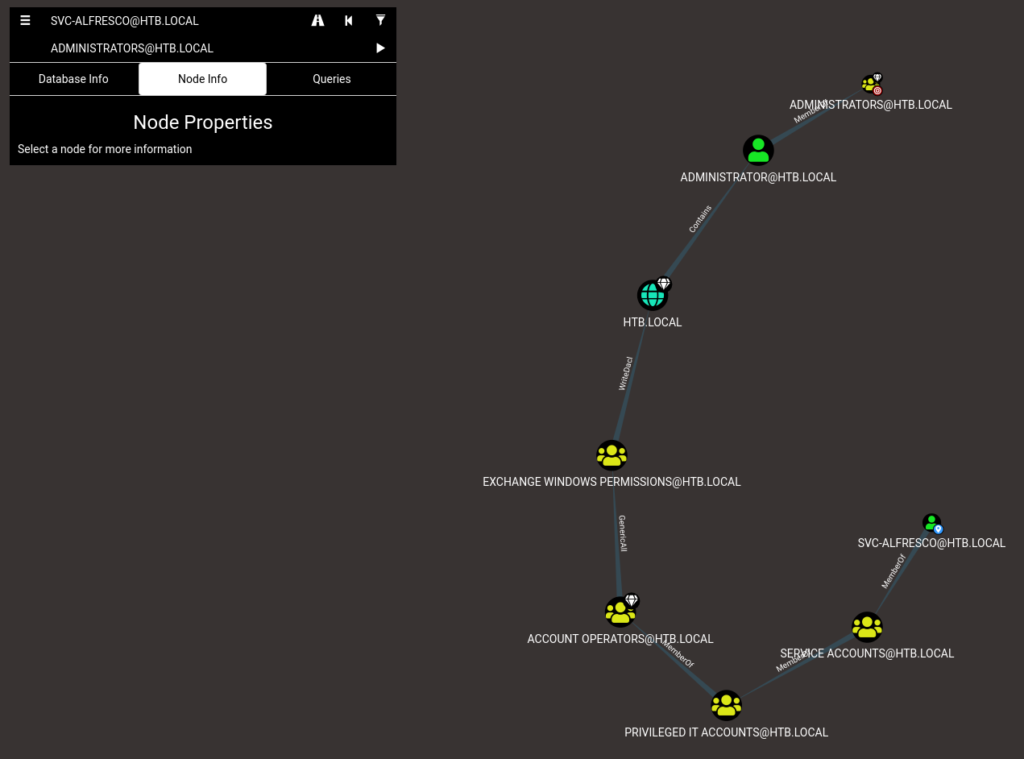 SVC-ALFRESCO@HTB.LOCAL
ADMINISTRATORS@HTB.LOCAL
Database Info
Node Info
Queries
Node Properties
Select a node for more information
ADMINISTRATORS@HTB.LOCAL
MemberOf
ADMINISTRATOR@HTB.LOCAL
Contains
HTB.LOCAL
WriteDacl
EXCHANGE WINDOWS PERMISSIONS@HTB.LOCAL
GenericAll
SVC-ALFRESCO@HTB.LOCAL
MemberOf
ACCOUNT OPERATORS@HTB.LOCAL
MemberOf
SERVICE ACCOUNTS@HTB.LOCAL
MemberOf
PRIVILEGED IT ACCOUNTS@HTB.LOCAL